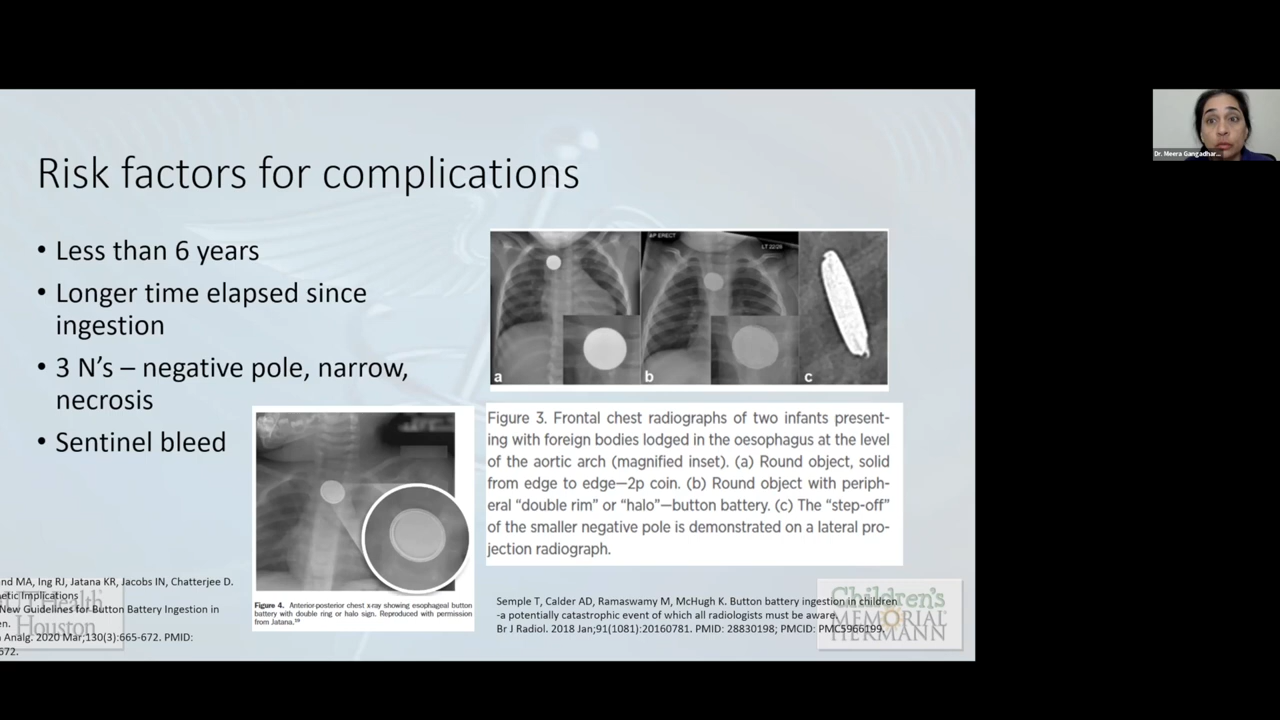 Risk factors for complications
• Less than 6 years
• Longer time elapsed since
ingestion
• 3 N’s – negative pole, narrow,
necrosis
• Sentinel bleed
AP ERECT
a
b
c
Figure 3. Frontal chest radiographs of two infants present-
ing with foreign bodies lodged in the oesophagus at the level
of the aortic arch (magnified inset). (a) Round object, solid
from edge to edge—2p coin. (b) Round object with periph-
eral “double rim” or “halo”—button battery. (c) The “step-off”
of the smaller negative pole is demonstrated on a lateral pro-
jection radiograph.
Figure 4. Anterior-posterior chest x-ray showing esophageal button
battery with double ring or halo sign. Reproduced with permission
from Jatana.
nd MA, Ing RJ, Jatana KR, Jacobs IN, Chatterjee D.
etic Implications
New Guidelines for Button Battery Ingestion in
en.
Analg. 2020 Mar;130(3):665-672. PMID:
572.
Health
Houston
Semple T, Calder AD, Ramaswamy M, McHugh K. Button battery ingestion in children
-a potentially catastrophic event of which all radiologists must be aware.
Br J Radiol. 2018 Jan;91(1081):20160781. PMID: 28830198; PMCID: PMC5966199.
Children's
MEMORIAL
HERMANN
Dr. Meera Gangadhar...